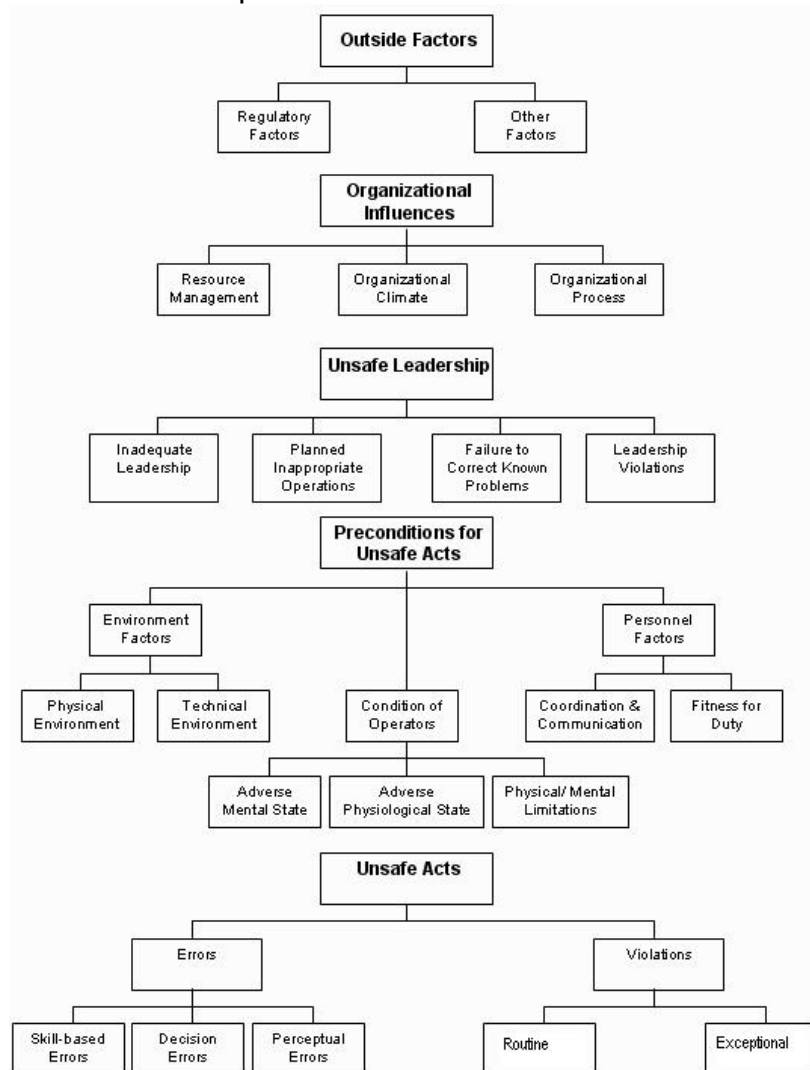 Outside Factors
Regulatory
Factors
Other
Factors
Organizational
Influences
Resource
Management
Organizational
Climate
Organizational
Process
Unsafe Leadership
Inadequate
Leadership
Planned
Inappropriate
Operations
Failure to
Correct Known
Problems
Leadership
Violations
Preconditions for
Unsafe Acts
Environment
Factors
Personnel
Factors
Physical
Environment
Technical
Environment
Condition of
Operators
Coordination &
Communication
Fitness for
Duty
Adverse
Mental State
Adverse
Physiological State
Physical/ Mental
Limitations
Unsafe Acts
Errors
Violations
Skill-based
Errors
Decision
Errors
Perceptual
Errors
Routine
Exceptional